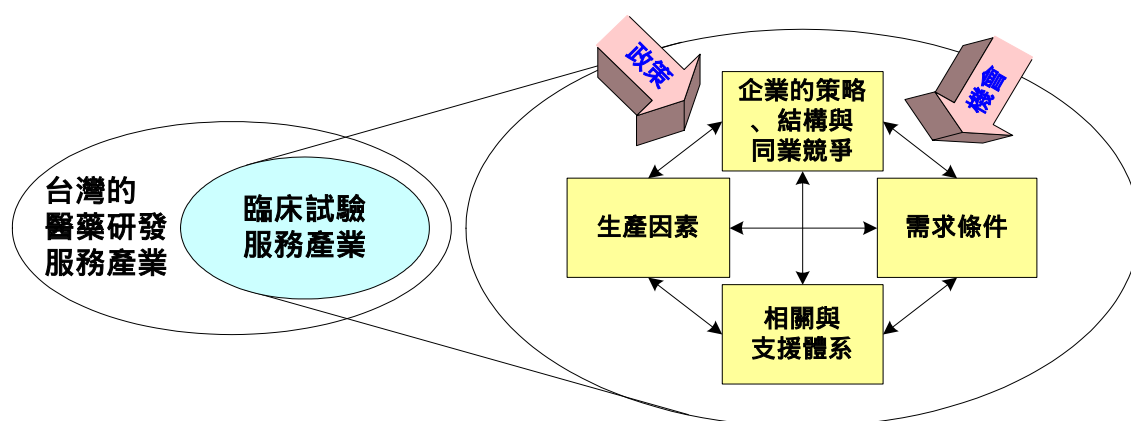 台灣的
醫藥研發
服務產業
臨床試驗
服務產業
政策
機會
企業的策略
、結構與
同業競爭
生產因素
需求條件
相關與
支援體系